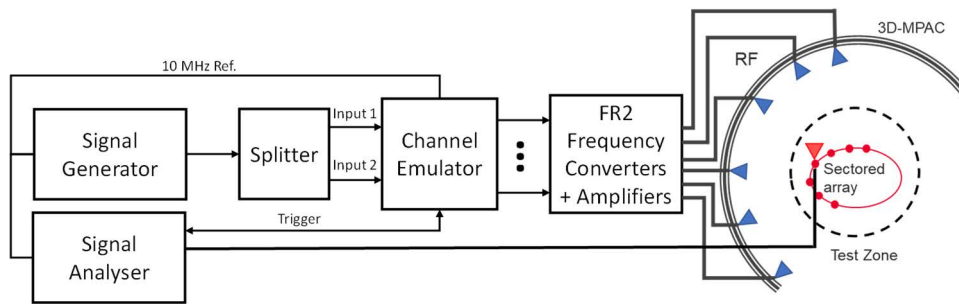 3D-MPAC
10 MHz Ref.
RF
Input 1
Signal
Generator
Splitter
Channel
Emulator
FR2
Frequency
Converters
+ Amplifiers
Input 2
Sectored
array
Trigger
Signal
Analyser
Test Zone